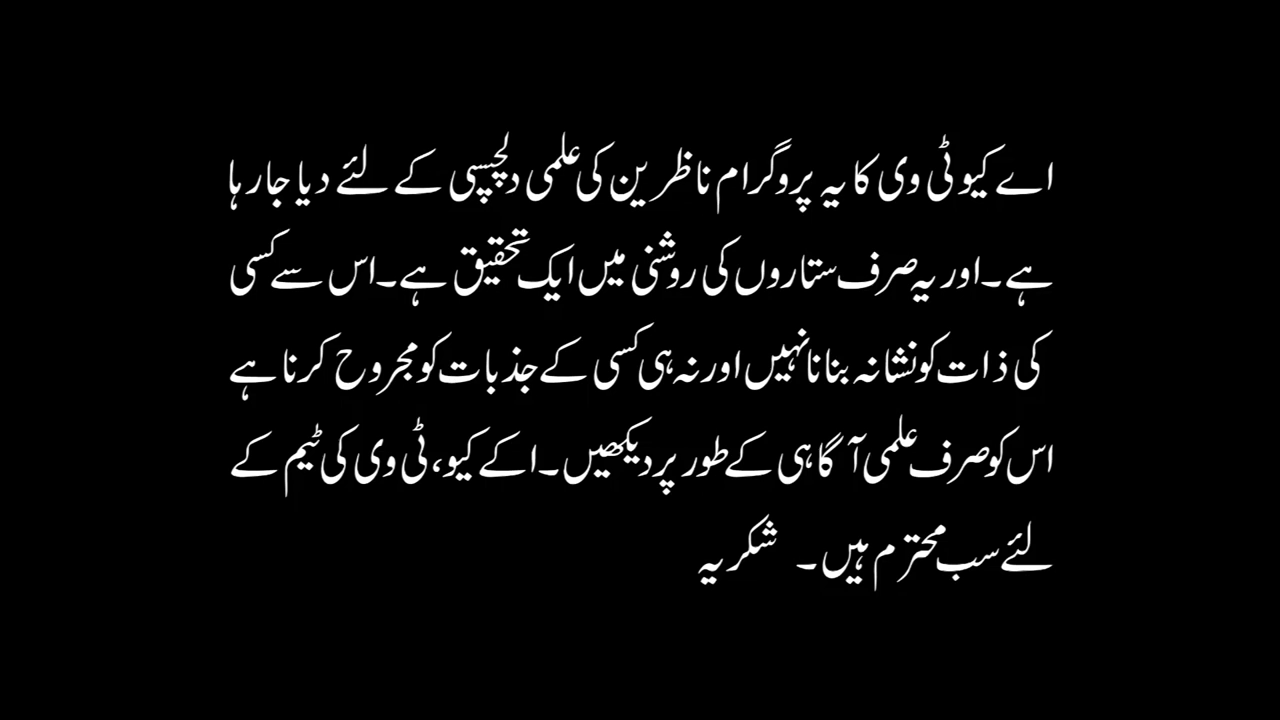 اے کیو ٹی وی کا یہ پروگرام ناظرین کی علمی دلچسپی کے لئے دیا جا رہا
ہے۔ اور یہ صرف ستاروں کی روشنی میں ایک تحقیق ہے۔ اس سے کسی
کی ذات کو نشانہ بنانا نہیں اور نہ ہی کسی کے جذبات کو مجروح کرنا ہے
اس کو صرف علمی آگاہی کے طور پر دیکھیں۔ اکے کیو، ٹی وی کی ٹیم کے
لئے سب محترم ہیں۔ شکریہ